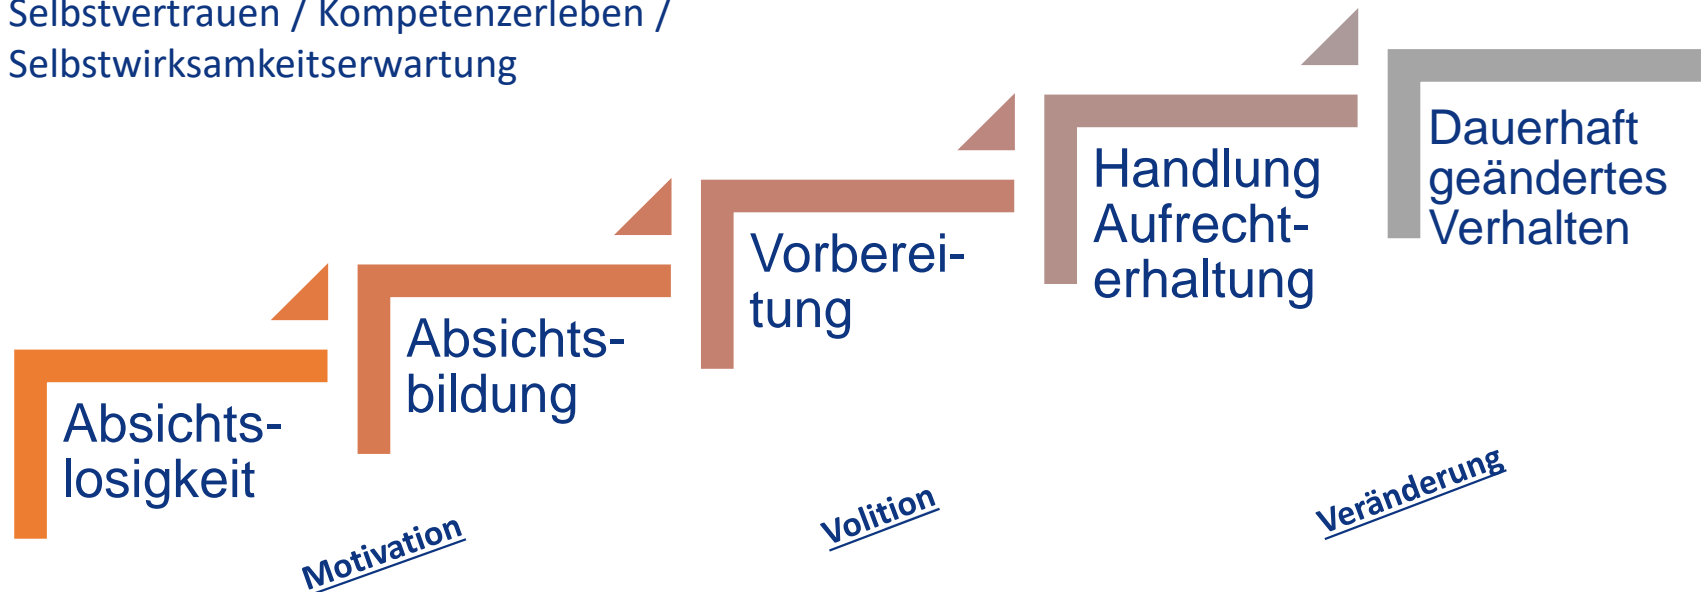 Selbstvertrauen / Kompetenzerleben /
Selbstwirksamkeitserwartung
Absichts-
losigkeit
Absichts-
bildung
Vorberei-
tung
Handlung
Aufrecht-
erhaltung
Dauerhaft
geändertes
Verhalten
Motivation
Volition
Veränderung